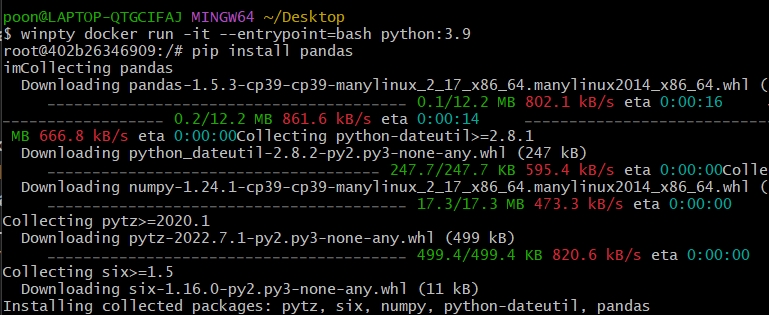 poon@LAPTOP-QTGCIFAJ MINGW64 ~/Desktop
$ winpty docker run -it --entrypoint=bash python:3.9
root@402b26346909:/# pip install pandas
imCollecting pandas
  Downloading pandas-1.5.3-cp39-cp39-manylinux_2_17_x86_64.manylinux2014_x86_64.whl (
     ---------------------------------------- 0.1/12.2 MB 802.1 kB/s eta 0:00:16     -
------------------ 0.2/12.2 MB 861.6 kB/s eta 0:00:14     ---------------------------
 MB 666.8 kB/s eta 0:00:00Collecting python-dateutil>=2.8.1
  Downloading python_dateutil-2.8.2-py2.py3-none-any.whl (247 kB)
     ------------------------------------- 247.7/247.7 KB 595.4 kB/s eta 0:00:00Colle
  Downloading numpy-1.24.1-cp39-cp39-manylinux_2_17_x86_64.manylinux2014_x86_64.whl (
     ---------------------------------------- 17.3/17.3 MB 473.3 kB/s eta 0:00:00
Collecting pytz>=2020.1
  Downloading pytz-2022.7.1-py2.py3-none-any.whl (499 kB)
     ---------------------------------------- 499.4/499.4 KB 820.6 kB/s eta 0:00:00
Collecting six>=1.5
  Downloading six-1.16.0-py2.py3-none-any.whl (11 kB)
Installing collected packages: pytz, six, numpy, python-dateutil, pandas